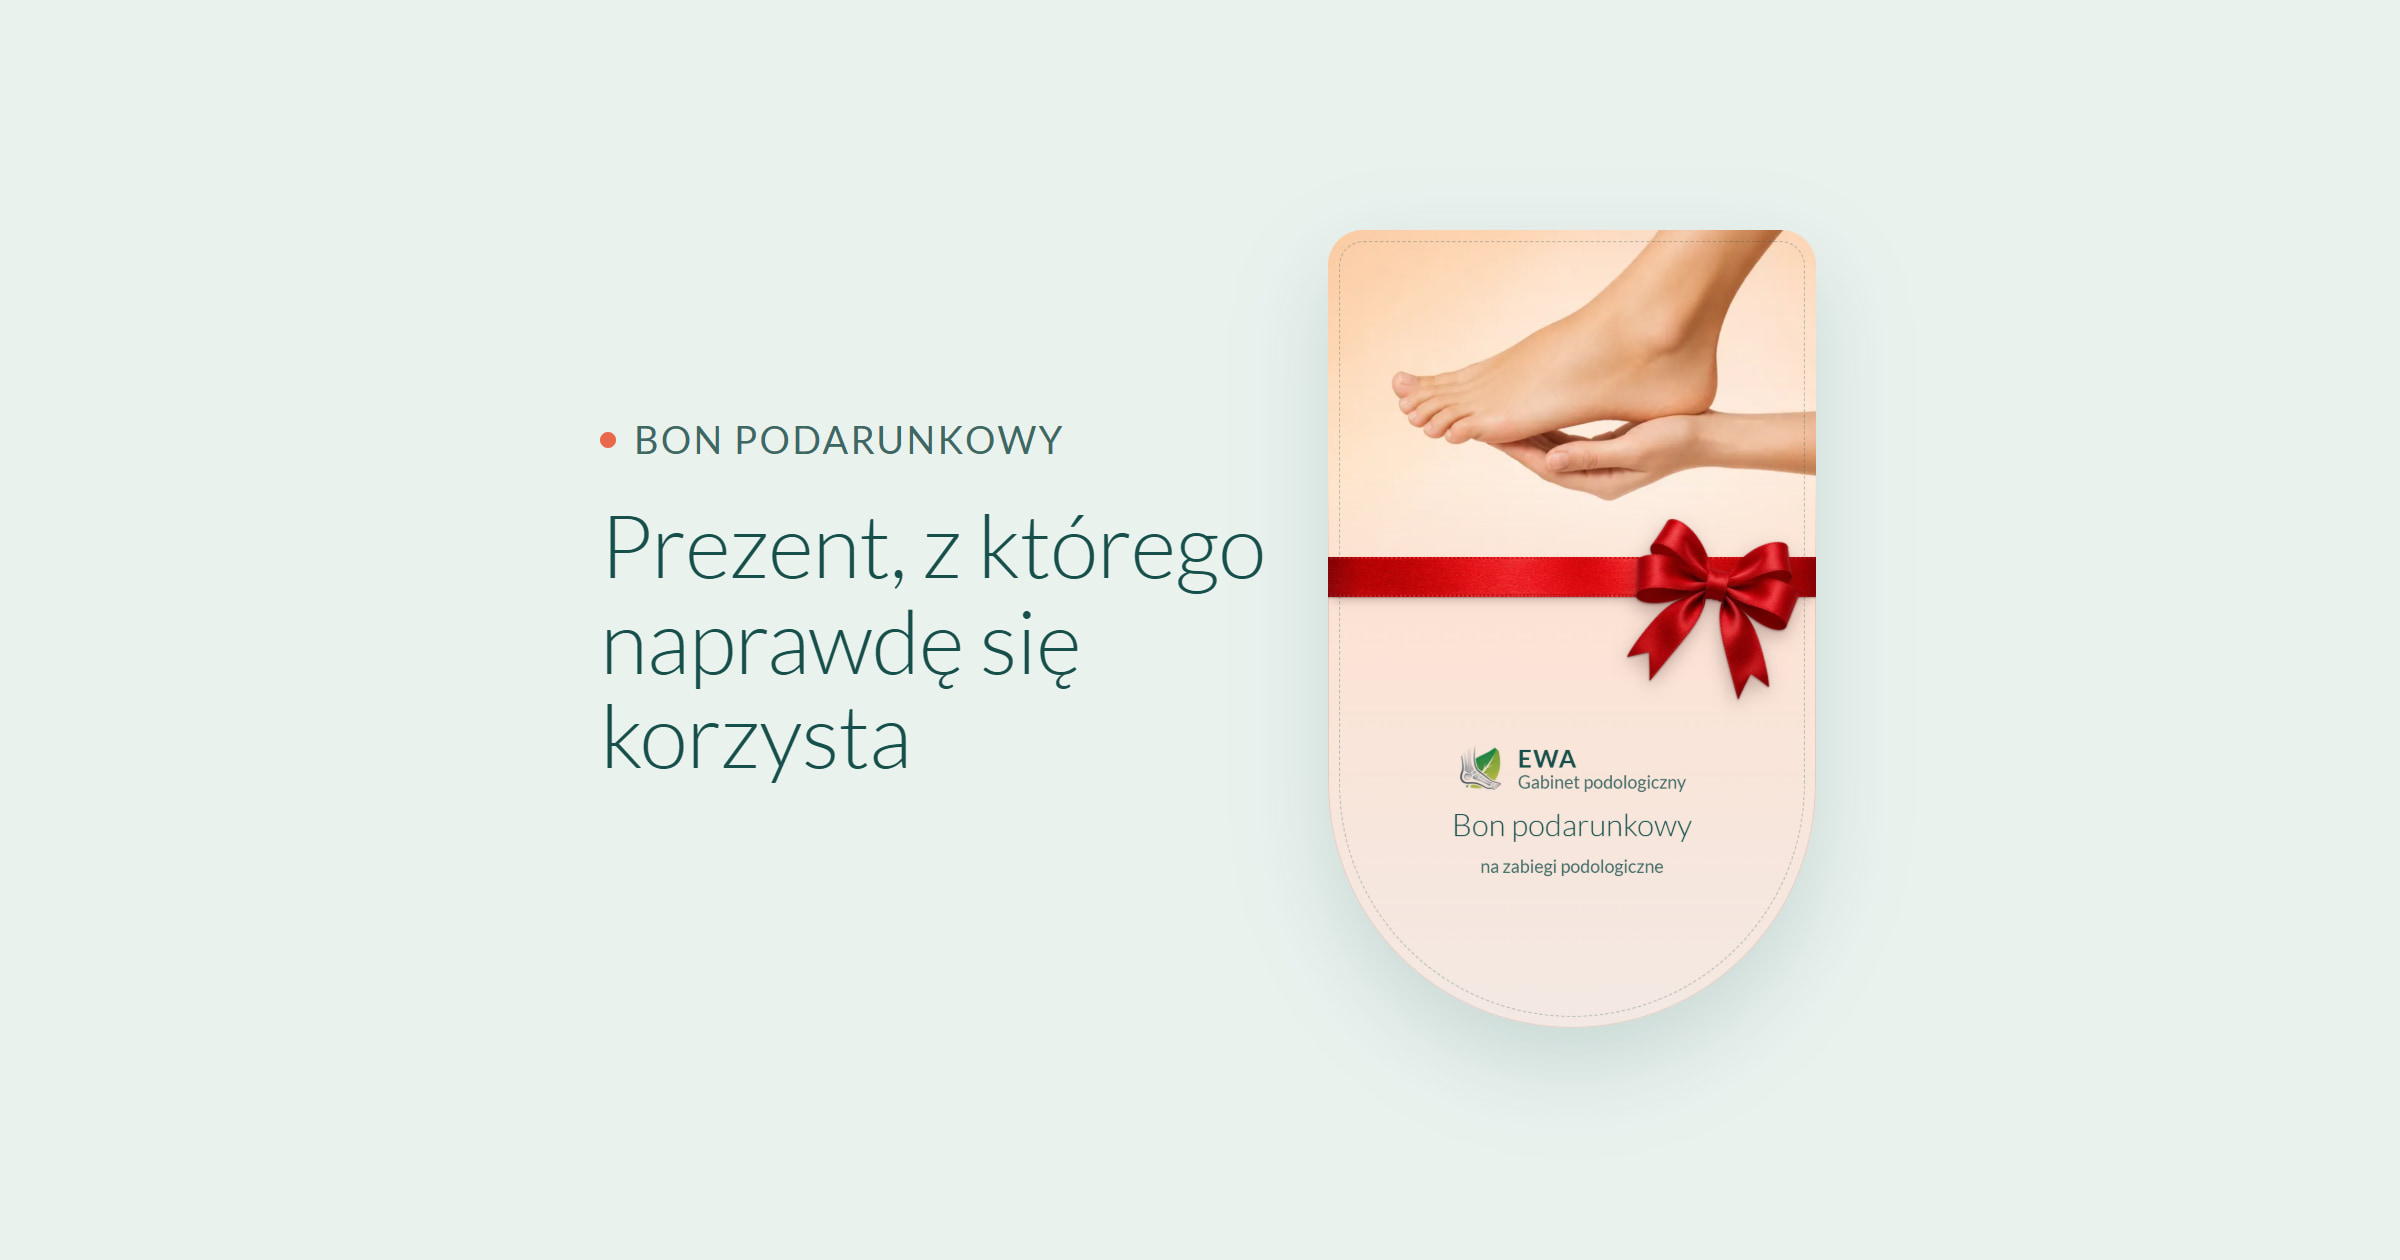 BON PODARUNKOWY
Prezent, z którego
naprawdę się
korzysta
EWA
Gabinet podologiczny
Bon podarunkowy
na zabiegi podologiczne